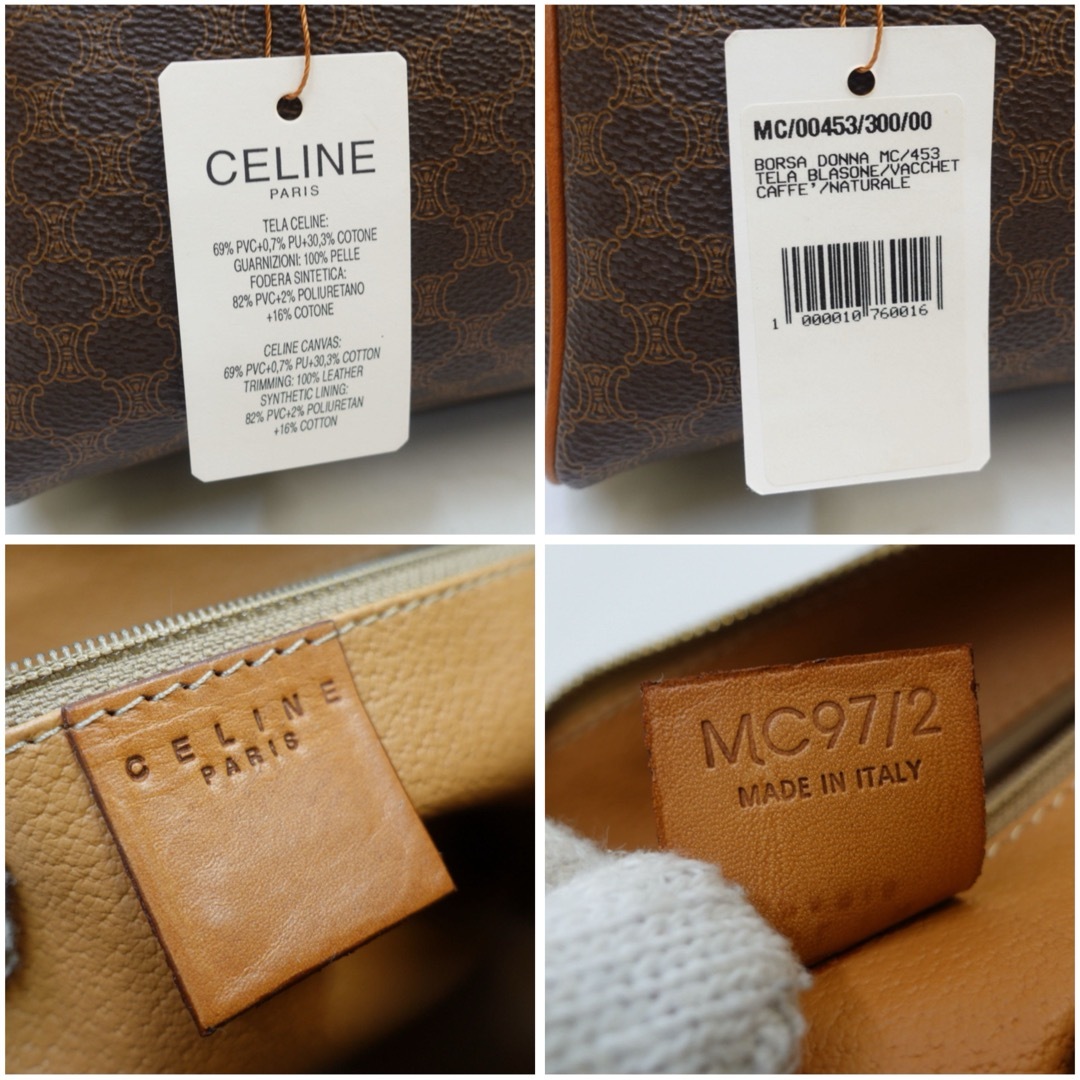 CELINE
PARIS
TELA CELINE:
69% PVC+0,7% PU+30,3% COTONE
GUARNIZIONI: 100% PELLE
FODERA SINTETICA:
82% PVC+2% POLIURETANO
+16% COTONE
CELINE CANVAS:
69% PVC+0,7% PU+30,3% COTTON
TRIMMING: 100% LEATHER
SYNTHETIC LINING:
82% PVC+2% POLIURETAN
+16% COTTON
MC/00453/300/00
BORSA DONNA MC/453
TELA BLASONE/VACCHET
CAFFE'/NATURALE
1 000010 760016
CELINE
PARIS
MC97/2
MADE IN ITALY